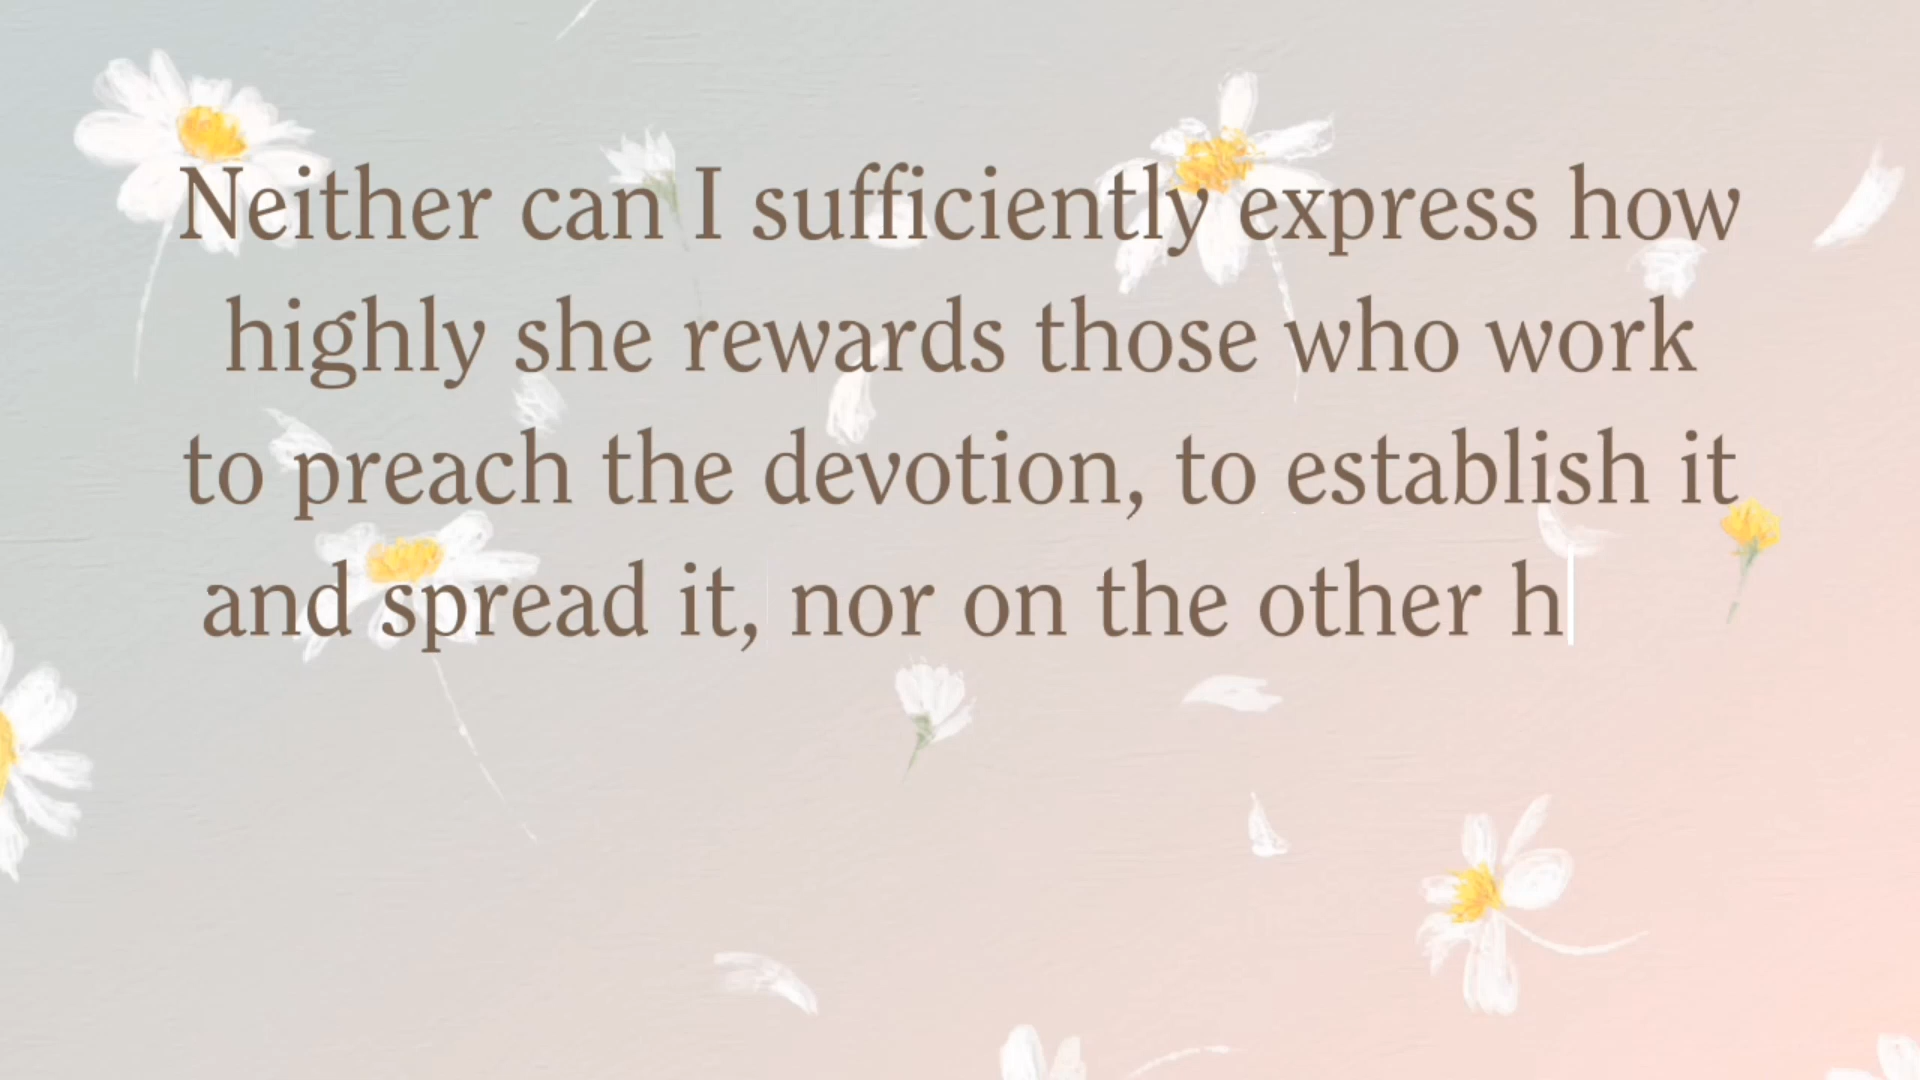 Neither can I sufficiently express how
highly she rewards those who work
to preach the devotion, to establish it
and spread it, nor on the other h